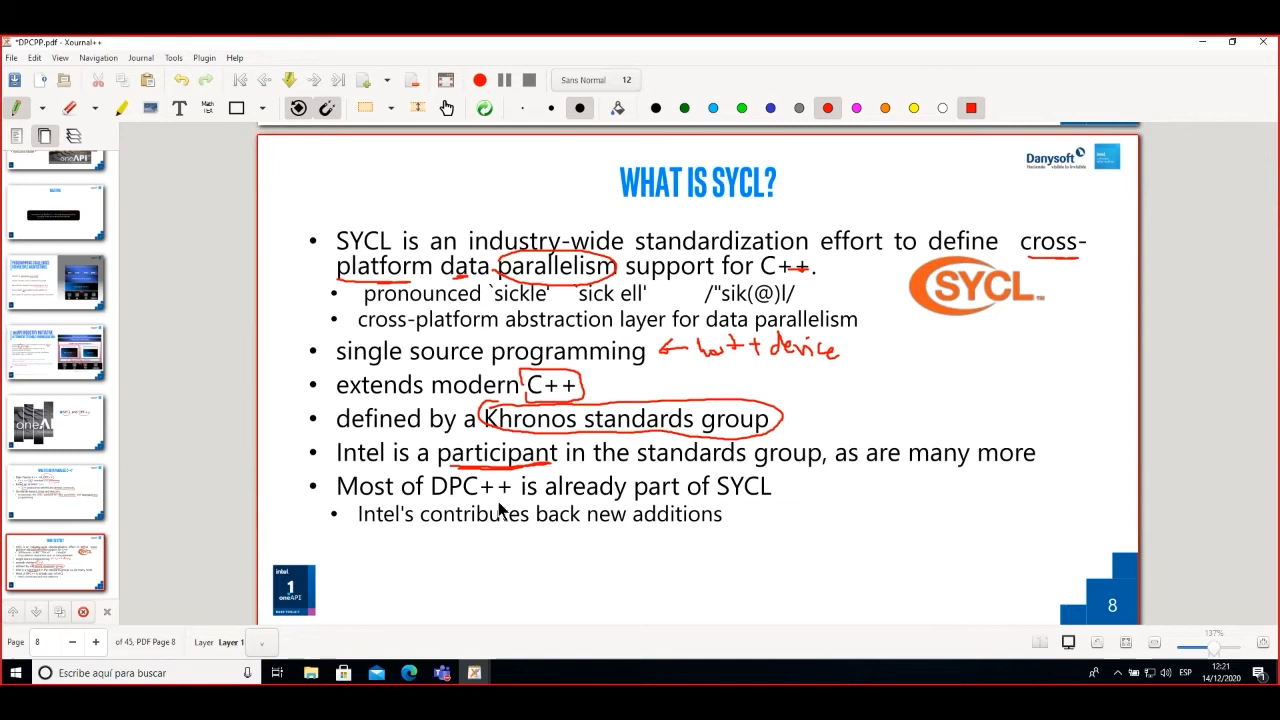 *DPCPP.pdf - Xournal++
File Edit View Navigation Journal Tools Plugin Help
Sans Normal 12
Danysoft
WHAT IS SYCL?
• SYCL is an industry-wide standardization effort to define cross-
platform data parallelism support for C++.
SYCL
• pronounced `sickle' `sick ell' /"sik(@)l/
• cross-platform abstraction layer for data parallelism
• single source programming ← host + device
• extends modern C++
• defined by a Khronos standards group
• Intel is a participant in the standards group, as are many more
• Most of DPC++ is already part of SYCL
• Intel's contributes back new additions
intel
1
oneAPI
BASE TOOLKIT
8
Page 8 of 45, PDF Page 8 Layer Layer 1
137%
Escribe aquí para buscar
ESP
12:21
14/12/2020